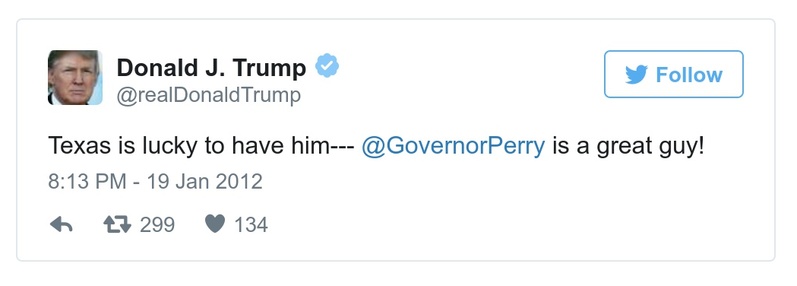 Donald J. Trump
@realDonaldTrump
Follow
Texas is lucky to have him--- @GovernorPerry is a great guy!
8:13 PM - 19 Jan 2012
299 134